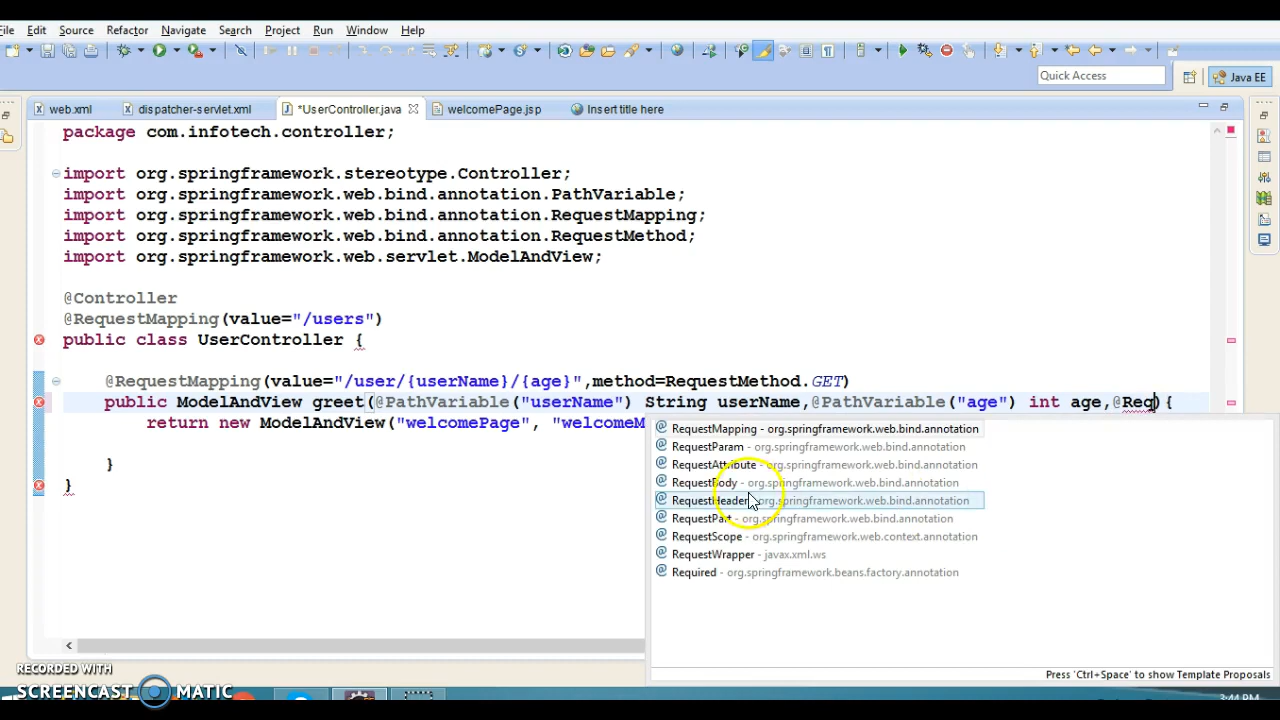 File Edit Source Refactor Navigate Search Project Run Window Help
Quick Access
Java EE
web.xml dispatcher-servlet.xml *UserController.java welcomePage.jsp Insert title here
package com.infotech.controller;
import org.springframework.stereotype.Controller;
import org.springframework.web.bind.annotation.PathVariable;
import org.springframework.web.bind.annotation.RequestMapping;
import org.springframework.web.bind.annotation.RequestMethod;
import org.springframework.web.servlet.ModelAndView;
@Controller
@RequestMapping(value="/users")
public class UserController {
@RequestMapping(value="/user/{userName}/{age}",method=RequestMethod.GET)
public ModelAndView greet(@PathVariable("userName") String userName,@PathVariable("age") int age,@Req){
return new ModelAndView("welcomePage", "welcomeM
}
}
RequestMapping - org.springframework.web.bind.annotation
RequestParam - org.springframework.web.bind.annotation
RequestAttribute - org.springframework.web.bind.annotation
RequestBody - org.springframework.web.bind.annotation
RequestHeader - org.springframework.web.bind.annotation
RequestPart - org.springframework.web.bind.annotation
RequestScope - org.springframework.web.context.annotation
RequestWrapper - javax.xml.ws
Required - org.springframework.beans.factory.annotation
Press 'Ctrl+Space' to show Template Proposals
RECORDED WITH
SCREENCAST MATIC
3:44 PM